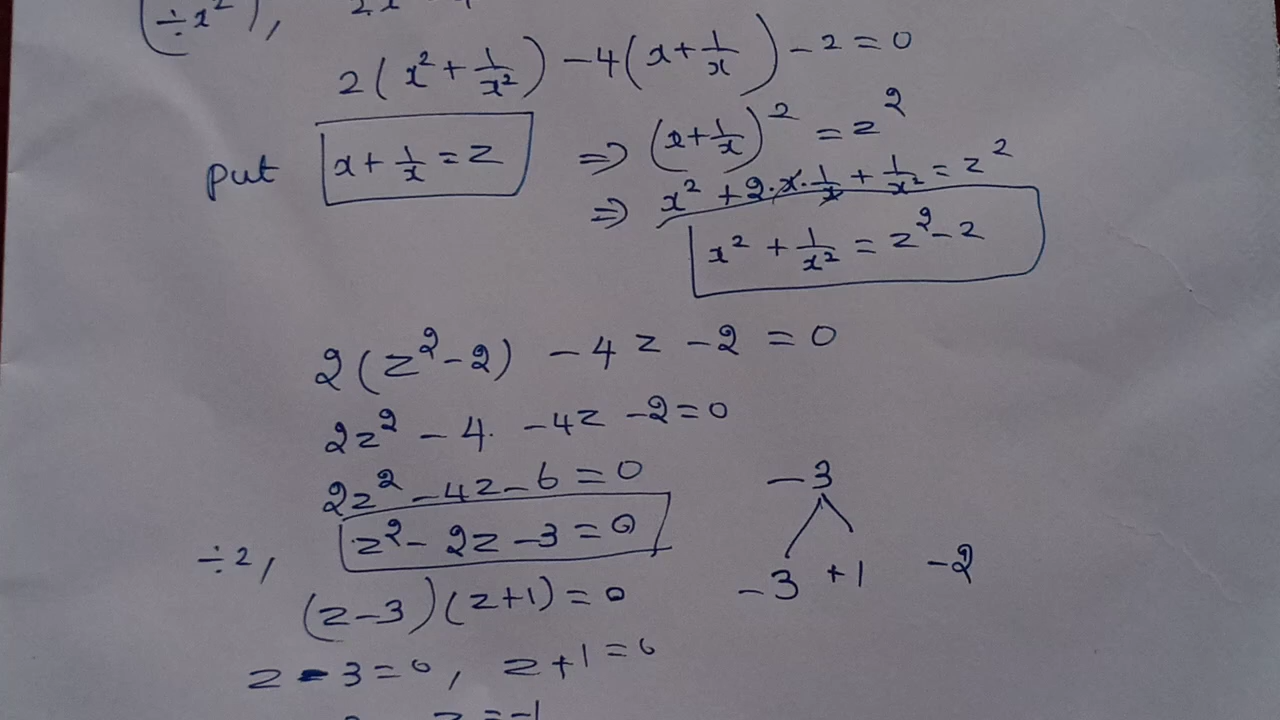 (÷x²),
2(x² + 1/x²) - 4(x + 1/x) - 2 = 0
put x + 1/x = z ⇒ (x + 1/x)² = z²
⇒ x² + 2·x·1/x + 1/x² = z²
x² + 1/x² = z² - 2
2(z² - 2) - 4z - 2 = 0
2z² - 4 - 4z - 2 = 0
2z² - 4z - 6 = 0
÷2, z² - 2z - 3 = 0
-3
-3 +1 -2
(z - 3)(z + 1) = 0
z - 3 = 0, z + 1 = 0
z = -1